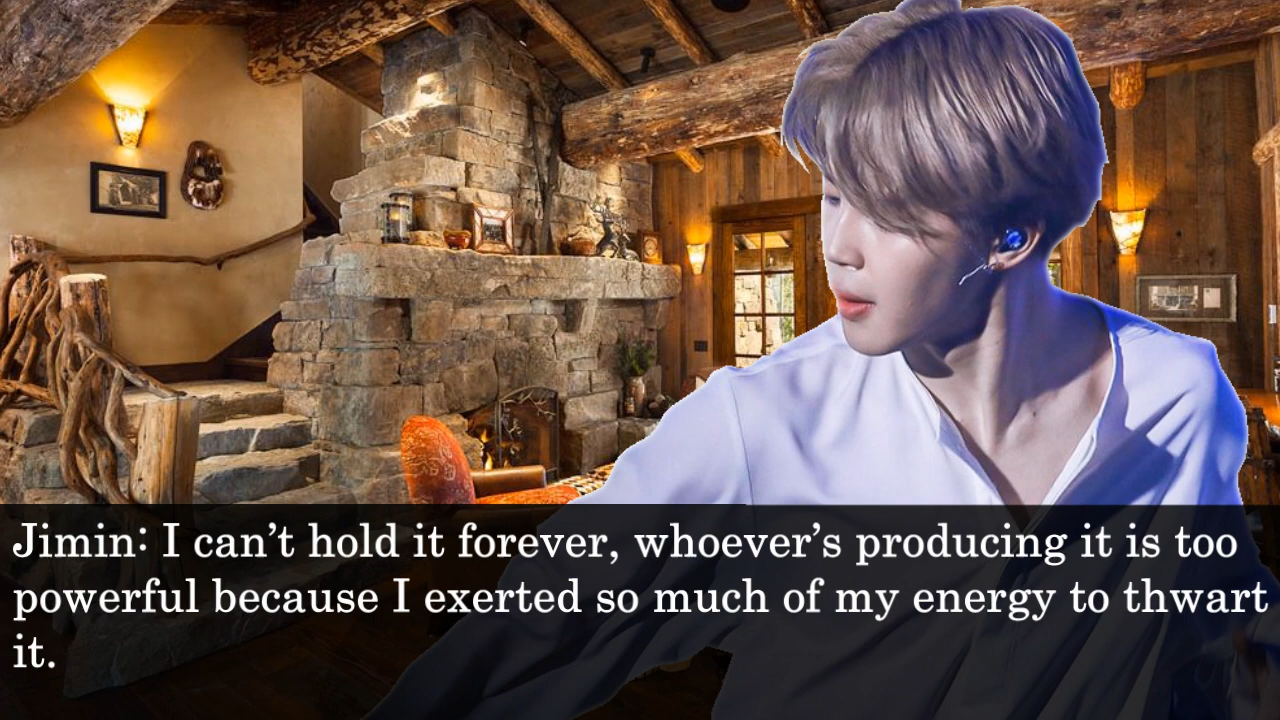 Jimin: I can’t hold it forever, whoever’s producing it is too
powerful because I exerted so much of my energy to thwart
it.